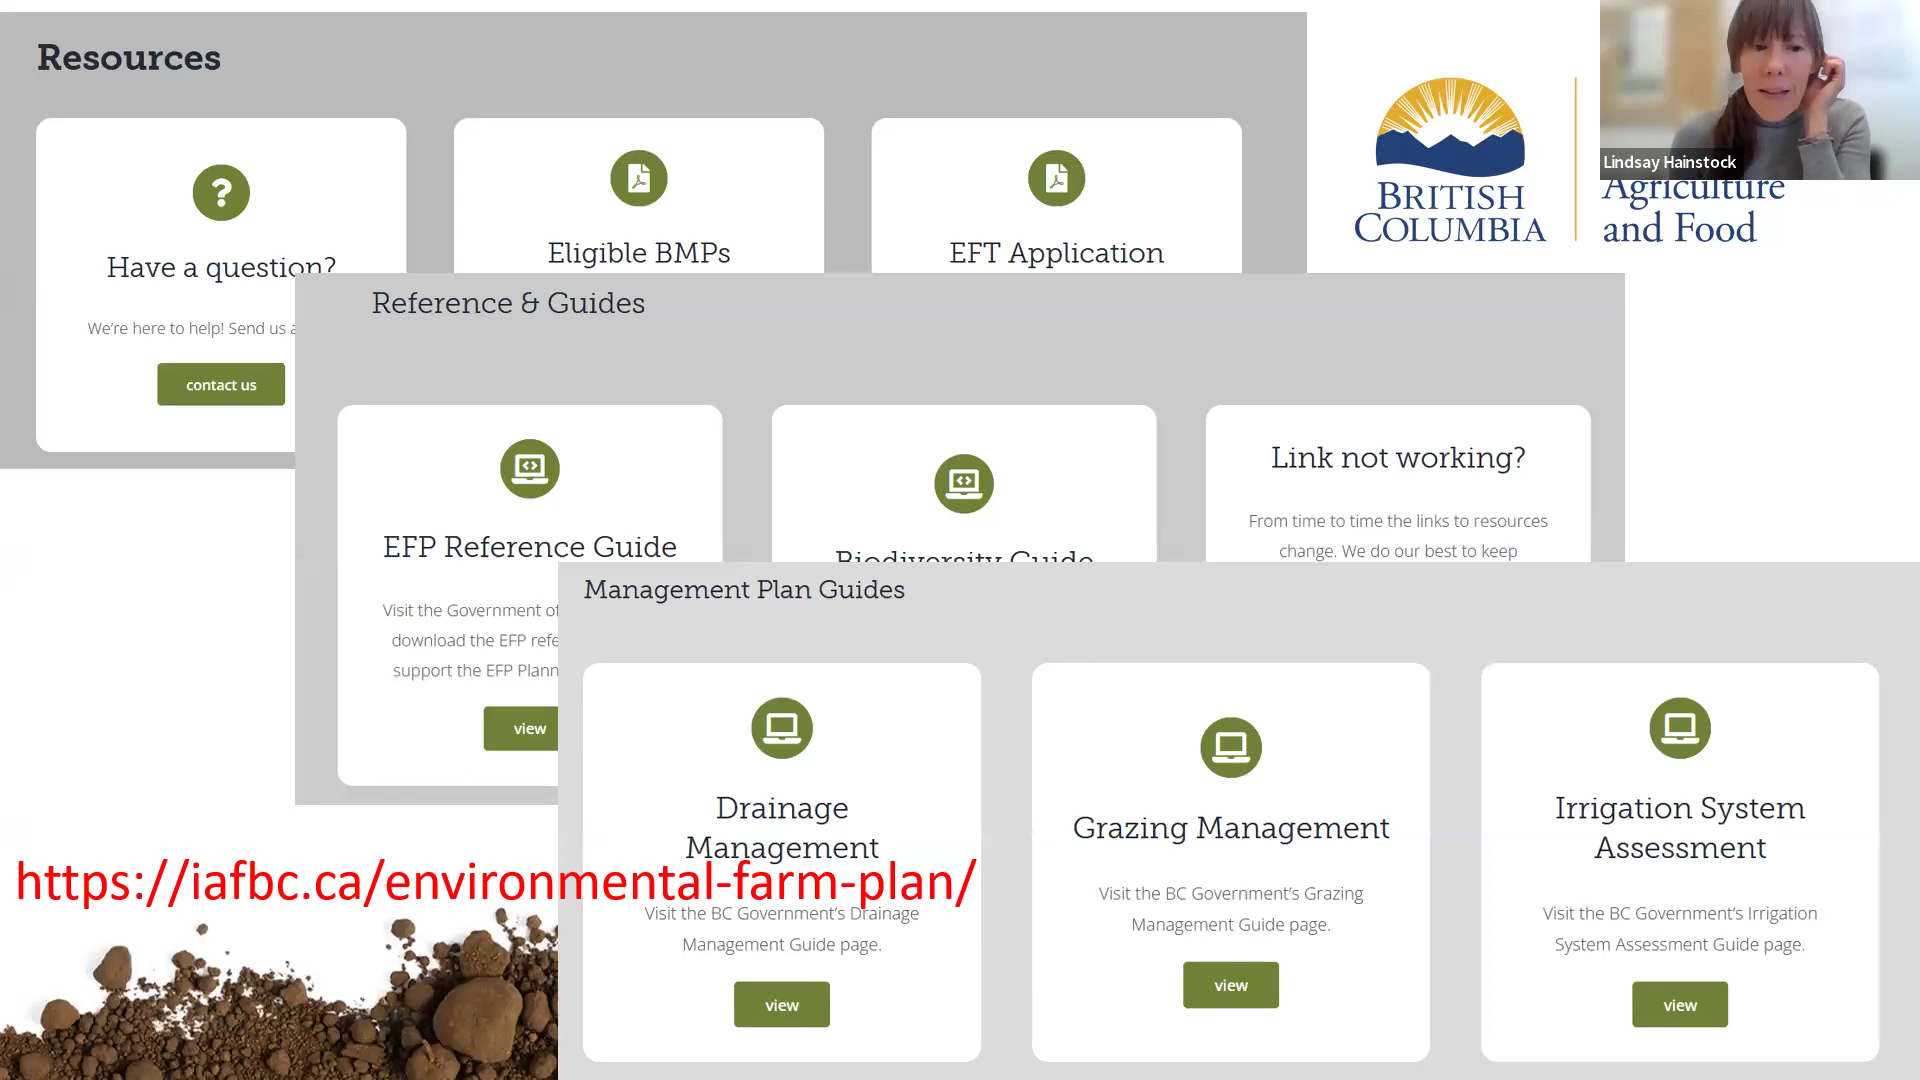 Resources
Have a question?
We're here to help! Send us a
contact us
Eligible BMPs
EFT Application
BRITISH
COLUMBIA
Agriculture
and Food
Lindsay Hainstock
Reference & Guides
EFP Reference Guide
Visit the Government of
download the EFP refe
support the EFP Plann
view
Biodiversity Guide
Link not working?
From time to time the links to resources
change. We do our best to keep
Management Plan Guides
Drainage
Management
Visit the BC Government's Drainage
Management Guide page.
view
Grazing Management
Visit the BC Government's Grazing
Management Guide page.
view
Irrigation System
Assessment
Visit the BC Government's Irrigation
System Assessment Guide page.
view
https://iafbc.ca/environmental-farm-plan/